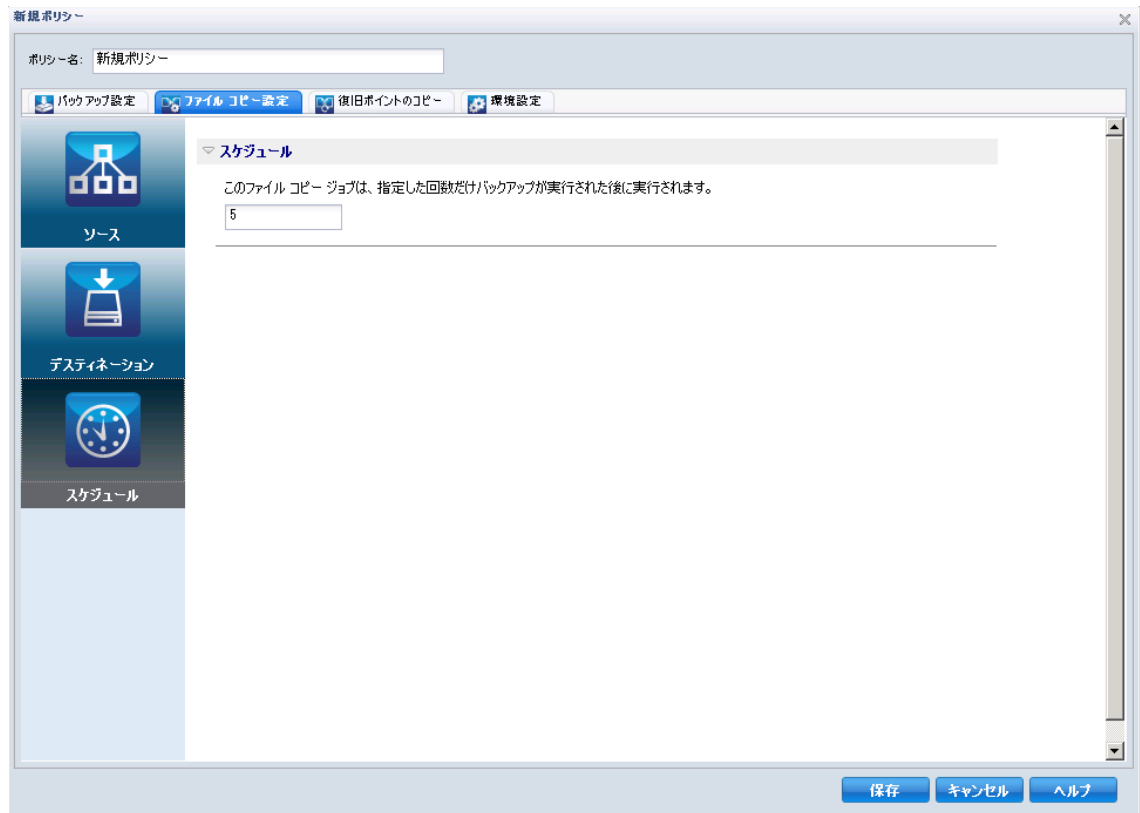 新規ポリシー
ポリシー名: 新規ポリシー
バックアップ設定 ファイル コピー設定 復旧ポイントのコピー 環境設定
ソース
デスティネーション
スケジュール
スケジュール
このファイル コピー ジョブは、指定した回数だけバックアップが実行された後に実行されます。
5
保存 キャンセル ヘルプ